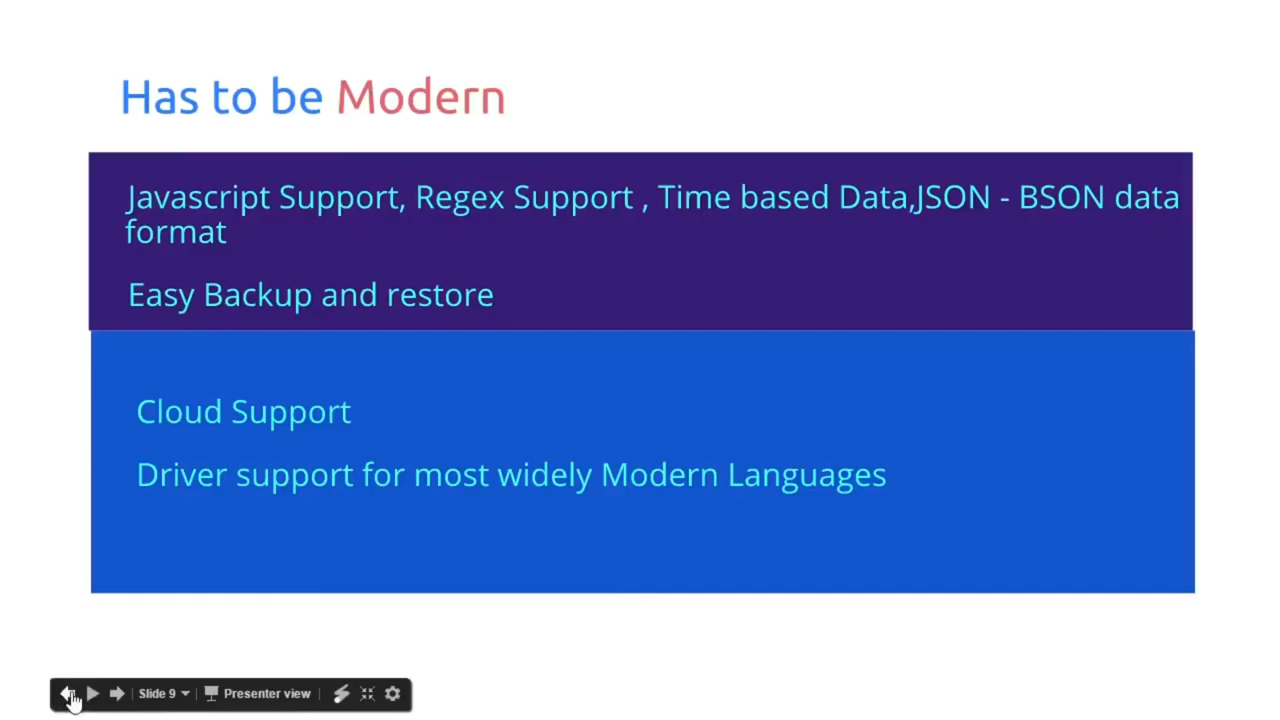 Has to be Modern
Javascript Support, Regex Support , Time based Data,JSON - BSON data
format
Easy Backup and restore
Cloud Support
Driver support for most widely Modern Languages
Slide 9
Presenter view